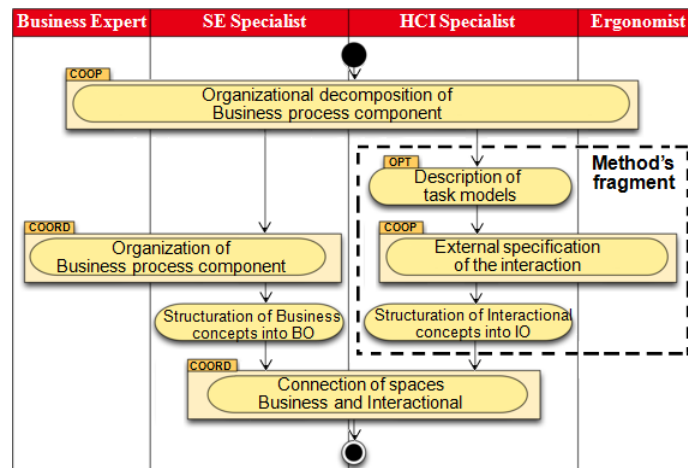 Business Expert
SE Specialist
HCI Specialist
Ergonomist
COOP
Organizational decomposition of
Business process component
OPT
Description of
task models
Method's
fragment
COORD
Organization of
Business process component
COOP
External specification
of the interaction
Structuration of Business
concepts into BO
Structuration of Interactional
concepts into IO
COORD
Connection of spaces
Business and Interactional